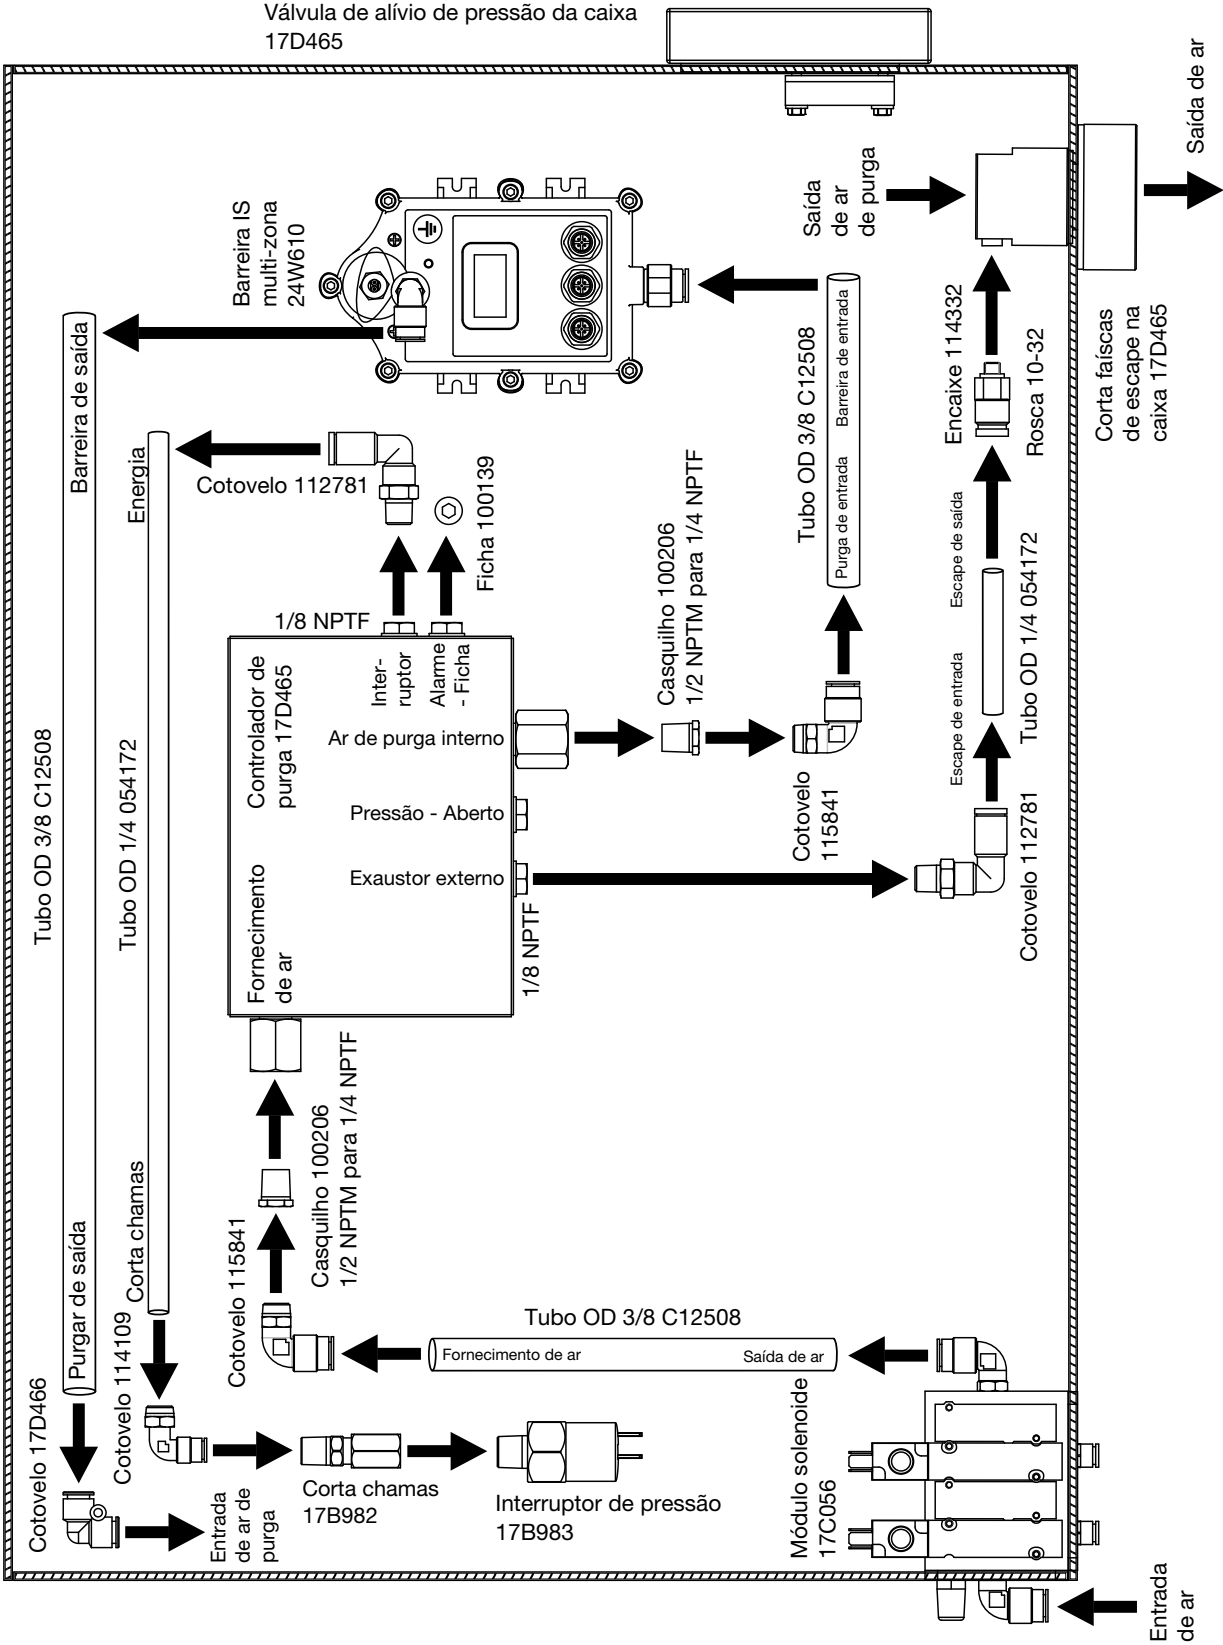 Válvula de alívio de pressão da caixa
17D465
Saída de ar
Barreira IS
multi-zona
24W610
Saída
de ar
de purga
Barreira de saída
Energia
Cotovelo 112781
Ficha 100139
Tubo OD 3/8 C12508
Barreira de entrada
Purga de entrada
Encaixe 114332
Rosca 10-32
Corta faíscas
de escape na
caixa 17D465
Casquilho 100206
1/2 NPTM para 1/4 NPTF
Escape de saída
Escape de entrada
Tubo OD 1/4 054172
1/8 NPTF
Controlador de
purga 17D465
Inter-
ruptor
Alarme
- Ficha
Ar de purga interno
Pressão - Aberto
Exaustor externo
Fornecimento
de ar
1/8 NPTF
Cotovelo
115841
Cotovelo 112781
Tubo OD 3/8 C12508
Tubo OD 1/4 054172
Casquilho 100206
1/2 NPTM para 1/4 NPTF
Cotovelo 115841
Purgar de saída
Corta chamas
Cotovelo 17D466
Cotovelo 114109
Tubo OD 3/8 C12508
Fornecimento de ar
Saída de ar
Entrada
de ar de
purga
Corta chamas
17B982
Interruptor de pressão
17B983
Módulo solenoide
17C056
Entrada
de ar